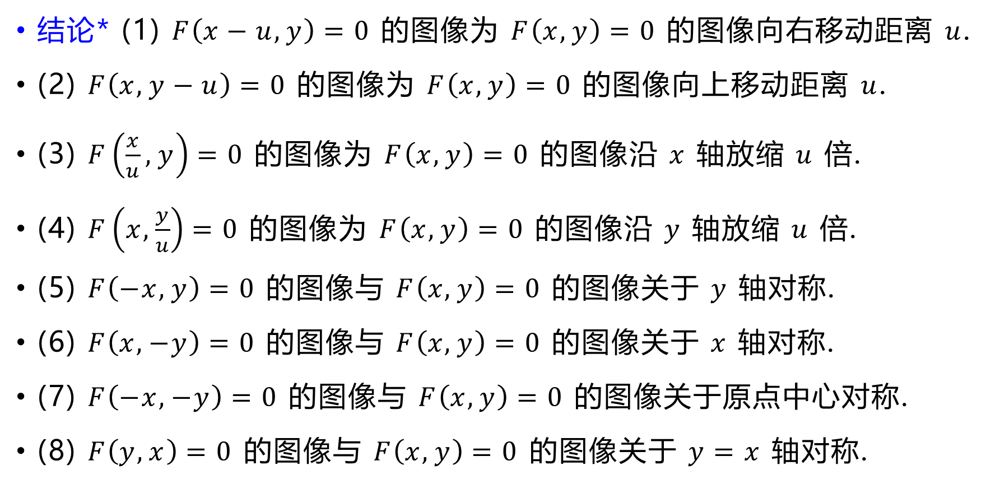 • 结论* (1) F(x − u, y) = 0 的图像为 F(x, y) = 0 的图像向右移动距离 u.
• (2) F(x, y − u) = 0 的图像为 F(x, y) = 0 的图像向上移动距离 u.
• (3) F(x/u, y) = 0 的图像为 F(x, y) = 0 的图像沿 x 轴放缩 u 倍.
• (4) F(x, y/u) = 0 的图像为 F(x, y) = 0 的图像沿 y 轴放缩 u 倍.
• (5) F(−x, y) = 0 的图像与 F(x, y) = 0 的图像关于 y 轴对称.
• (6) F(x, −y) = 0 的图像与 F(x, y) = 0 的图像关于 x 轴对称.
• (7) F(−x, −y) = 0 的图像与 F(x, y) = 0 的图像关于原点中心对称.
• (8) F(y, x) = 0 的图像与 F(x, y) = 0 的图像关于 y = x 轴对称.